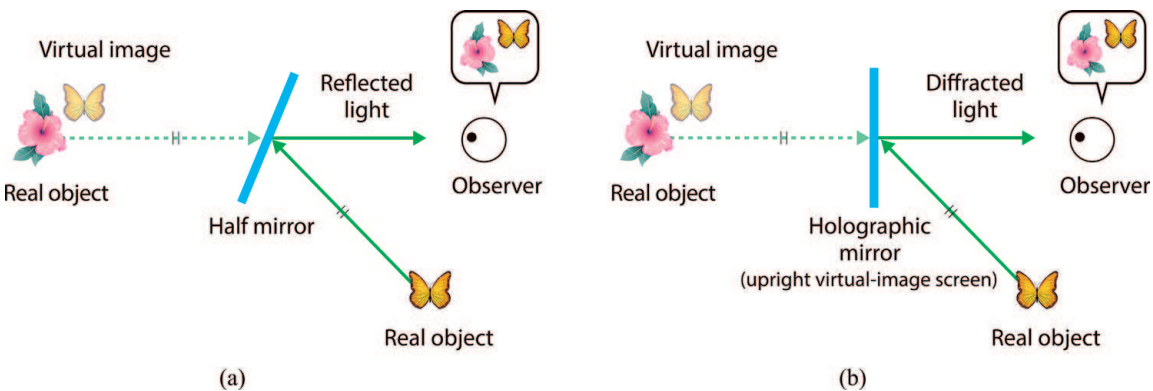 Virtual image
Reflected
light
Real object
Observer
Half mirror
Real object
(a)
Virtual image
Diffracted
light
Real object
Observer
Holographic
mirror
(upright virtual-image screen)
Real object
(b)